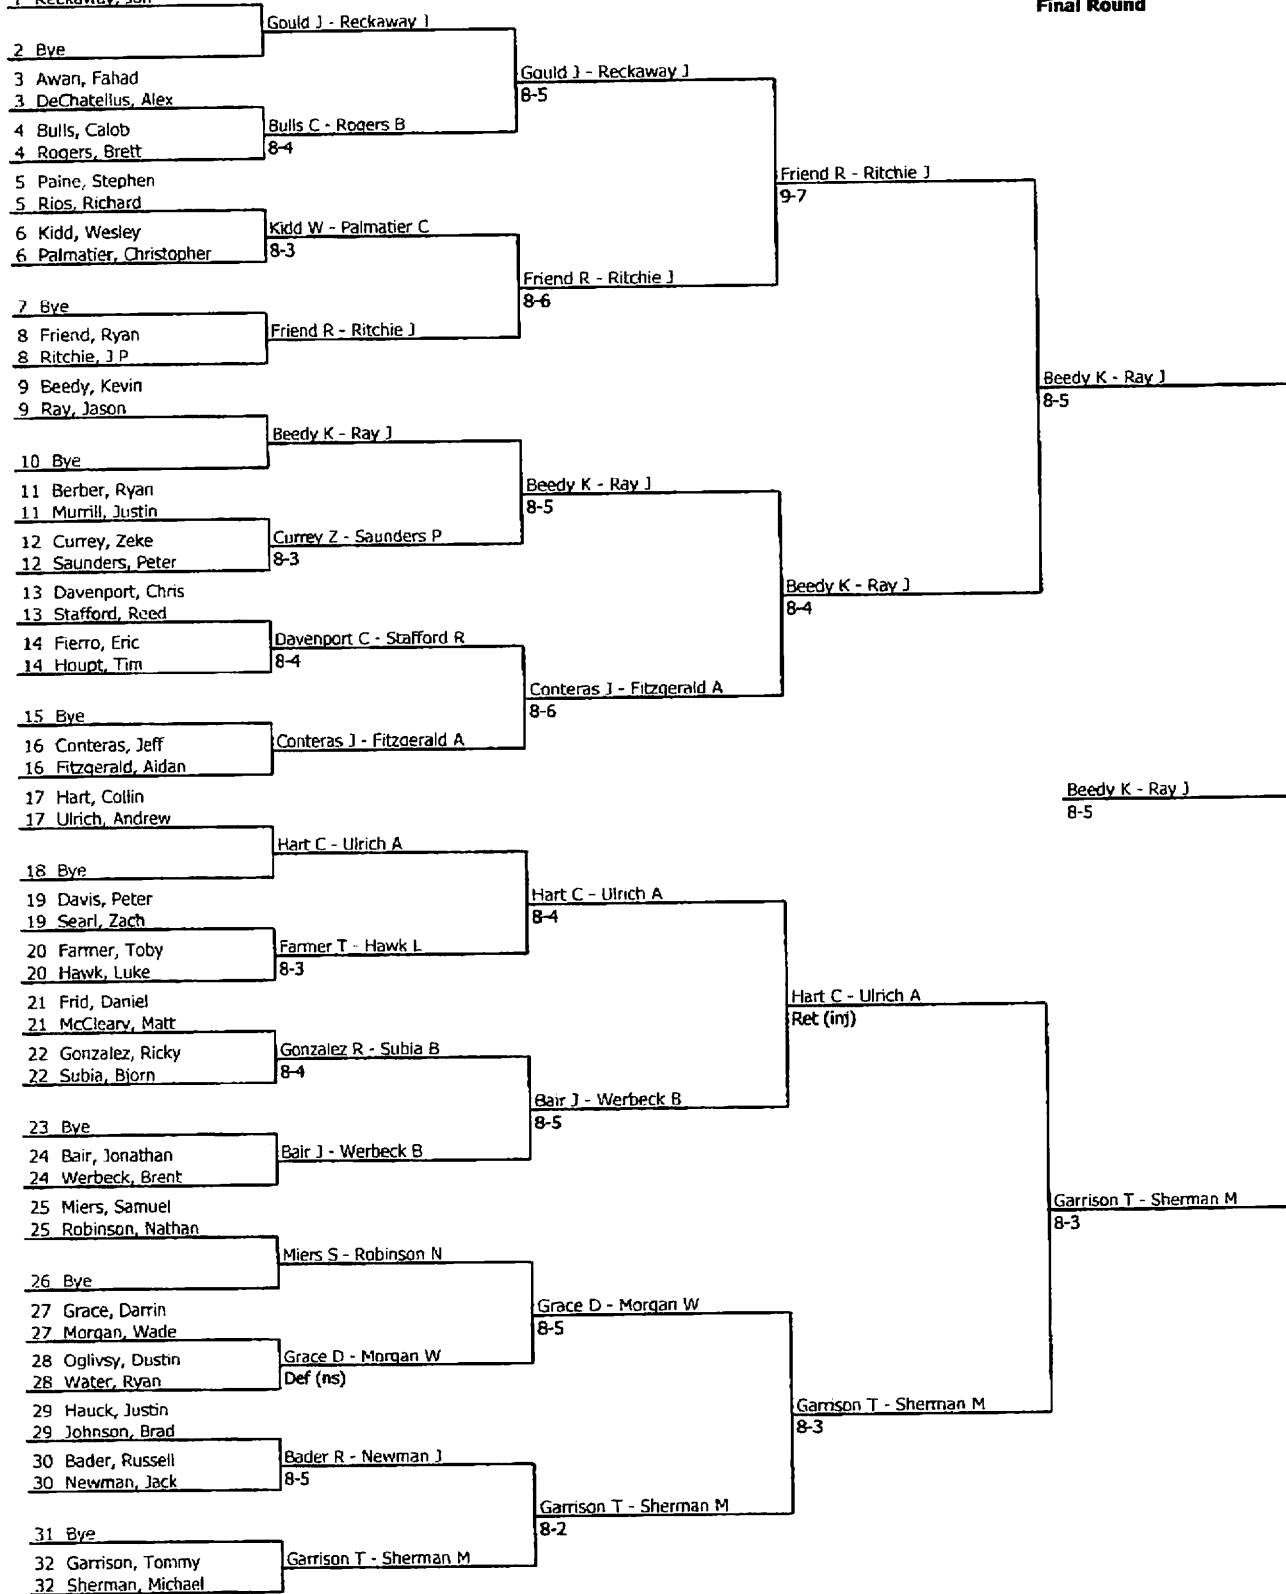 Final Round
1 Reckaway, Jon
Gould J - Reckaway J
2 Bye
Gould J - Reckaway J
8-5
3 Awan, Fahad
3 DeChatellus, Alex
Bulls C - Rogers B
8-4
4 Bulls, Calob
4 Rogers, Brett
Friend R - Ritchie J
9-7
5 Paine, Stephen
5 Rios, Richard
Kidd W - Palmatier C
8-3
6 Kidd, Wesley
6 Palmatier, Christopher
Friend R - Ritchie J
8-6
7 Bye
Friend R - Ritchie J
8 Friend, Ryan
8 Ritchie, J P
Beedy K - Ray J
8-5
9 Beedy, Kevin
9 Ray, Jason
Beedy K - Ray J
10 Bye
Beedy K - Ray J
8-5
11 Berber, Ryan
11 Murrill, Justin
Currey Z - Saunders P
8-3
12 Currey, Zeke
12 Saunders, Peter
Beedy K - Ray J
8-4
13 Davenport, Chris
13 Stafford, Reed
Davenport C - Stafford R
8-4
14 Fierro, Eric
14 Houpt, Tim
Conteras J - Fitzgerald A
8-6
15 Bye
Conteras J - Fitzgerald A
16 Conteras, Jeff
16 Fitzgerald, Aidan
Beedy K - Ray J
8-5
17 Hart, Collin
17 Ulrich, Andrew
Hart C - Ulrich A
18 Bye
Hart C - Ulrich A
8-4
19 Davis, Peter
19 Searl, Zach
Farmer T - Hawk L
8-3
20 Farmer, Toby
20 Hawk, Luke
Hart C - Ulrich A
Ret (inj)
21 Frid, Daniel
21 McCleary, Matt
Gonzalez R - Subia B
8-4
22 Gonzalez, Ricky
22 Subia, Bjorn
Bair J - Werbeck B
8-5
23 Bye
Bair J - Werbeck B
24 Bair, Jonathan
24 Werbeck, Brent
Garrison T - Sherman M
8-3
25 Miers, Samuel
25 Robinson, Nathan
Miers S - Robinson N
26 Bye
Grace D - Morgan W
8-5
27 Grace, Darrin
27 Morgan, Wade
Grace D - Morgan W
Def (ns)
28 Oglivsy, Dustin
28 Water, Ryan
Garrison T - Sherman M
8-3
29 Hauck, Justin
29 Johnson, Brad
Bader R - Newman J
8-5
30 Bader, Russell
30 Newman, Jack
Garrison T - Sherman M
8-2
31 Bye
Garrison T - Sherman M
32 Garrison, Tommy
32 Sherman, Michael